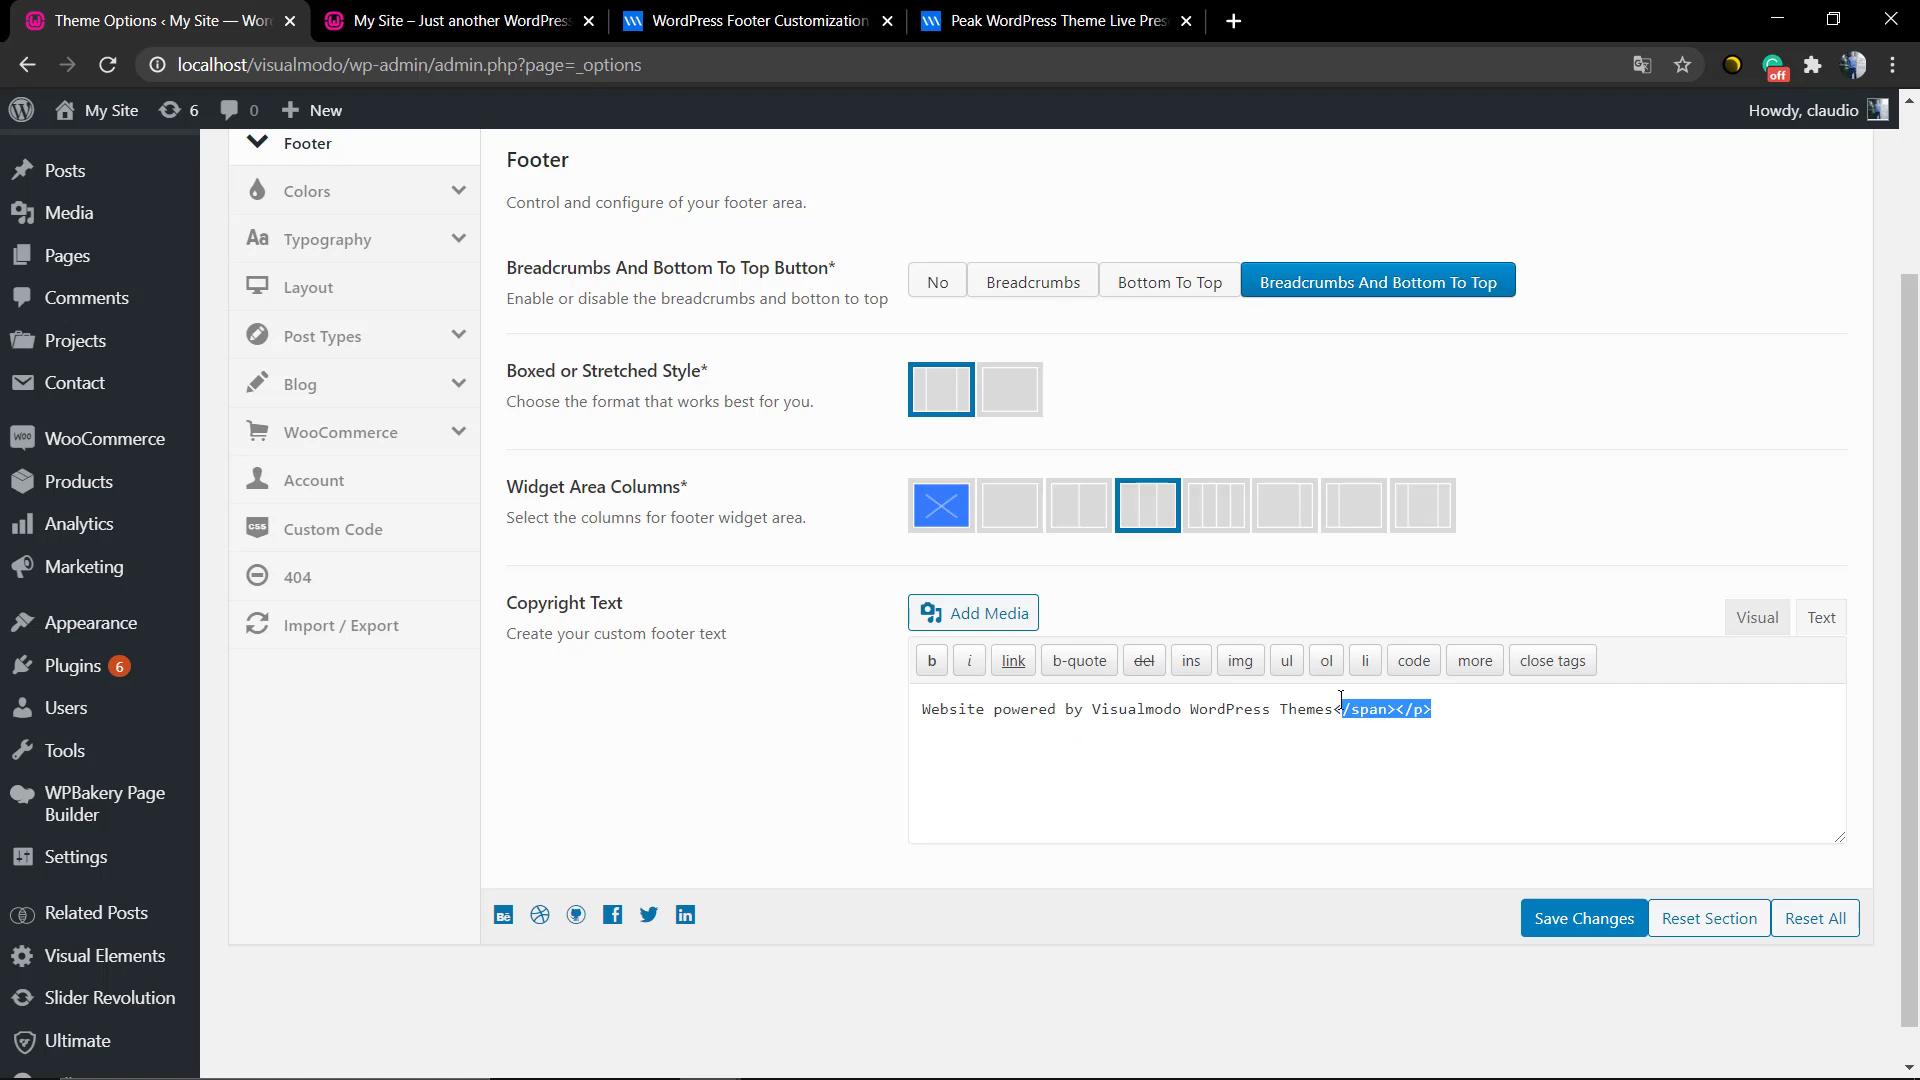 Theme Options ‹ My Site — Wor
My Site – Just another WordPress
WordPress Footer Customization
Peak WordPress Theme Live Prev
localhost/visualmodo/wp-admin/admin.php?page=_options
off
My Site
6
0
New
Howdy, claudio
Posts
Media
Pages
Comments
Projects
Contact
WooCommerce
Products
Analytics
Marketing
Appearance
Plugins 6
Users
Tools
WPBakery Page
Builder
Settings
Related Posts
Visual Elements
Slider Revolution
Ultimate
Footer
Colors
Aa Typography
Layout
Post Types
Blog
WooCommerce
Account
CSS Custom Code
404
Import / Export
Footer
Control and configure of your footer area.
Breadcrumbs And Bottom To Top Button*
Enable or disable the breadcrumbs and botton to top
No
Breadcrumbs
Bottom To Top
Breadcrumbs And Bottom To Top
Boxed or Stretched Style*
Choose the format that works best for you.
Widget Area Columns*
Select the columns for footer widget area.
Copyright Text
Create your custom footer text
Add Media
Visual
Text
b
i
link
b-quote
del
ins
img
ul
ol
li
code
more
close tags
Website powered by Visualmodo WordPress Themes</span></p>
Bē
Save Changes
Reset Section
Reset All